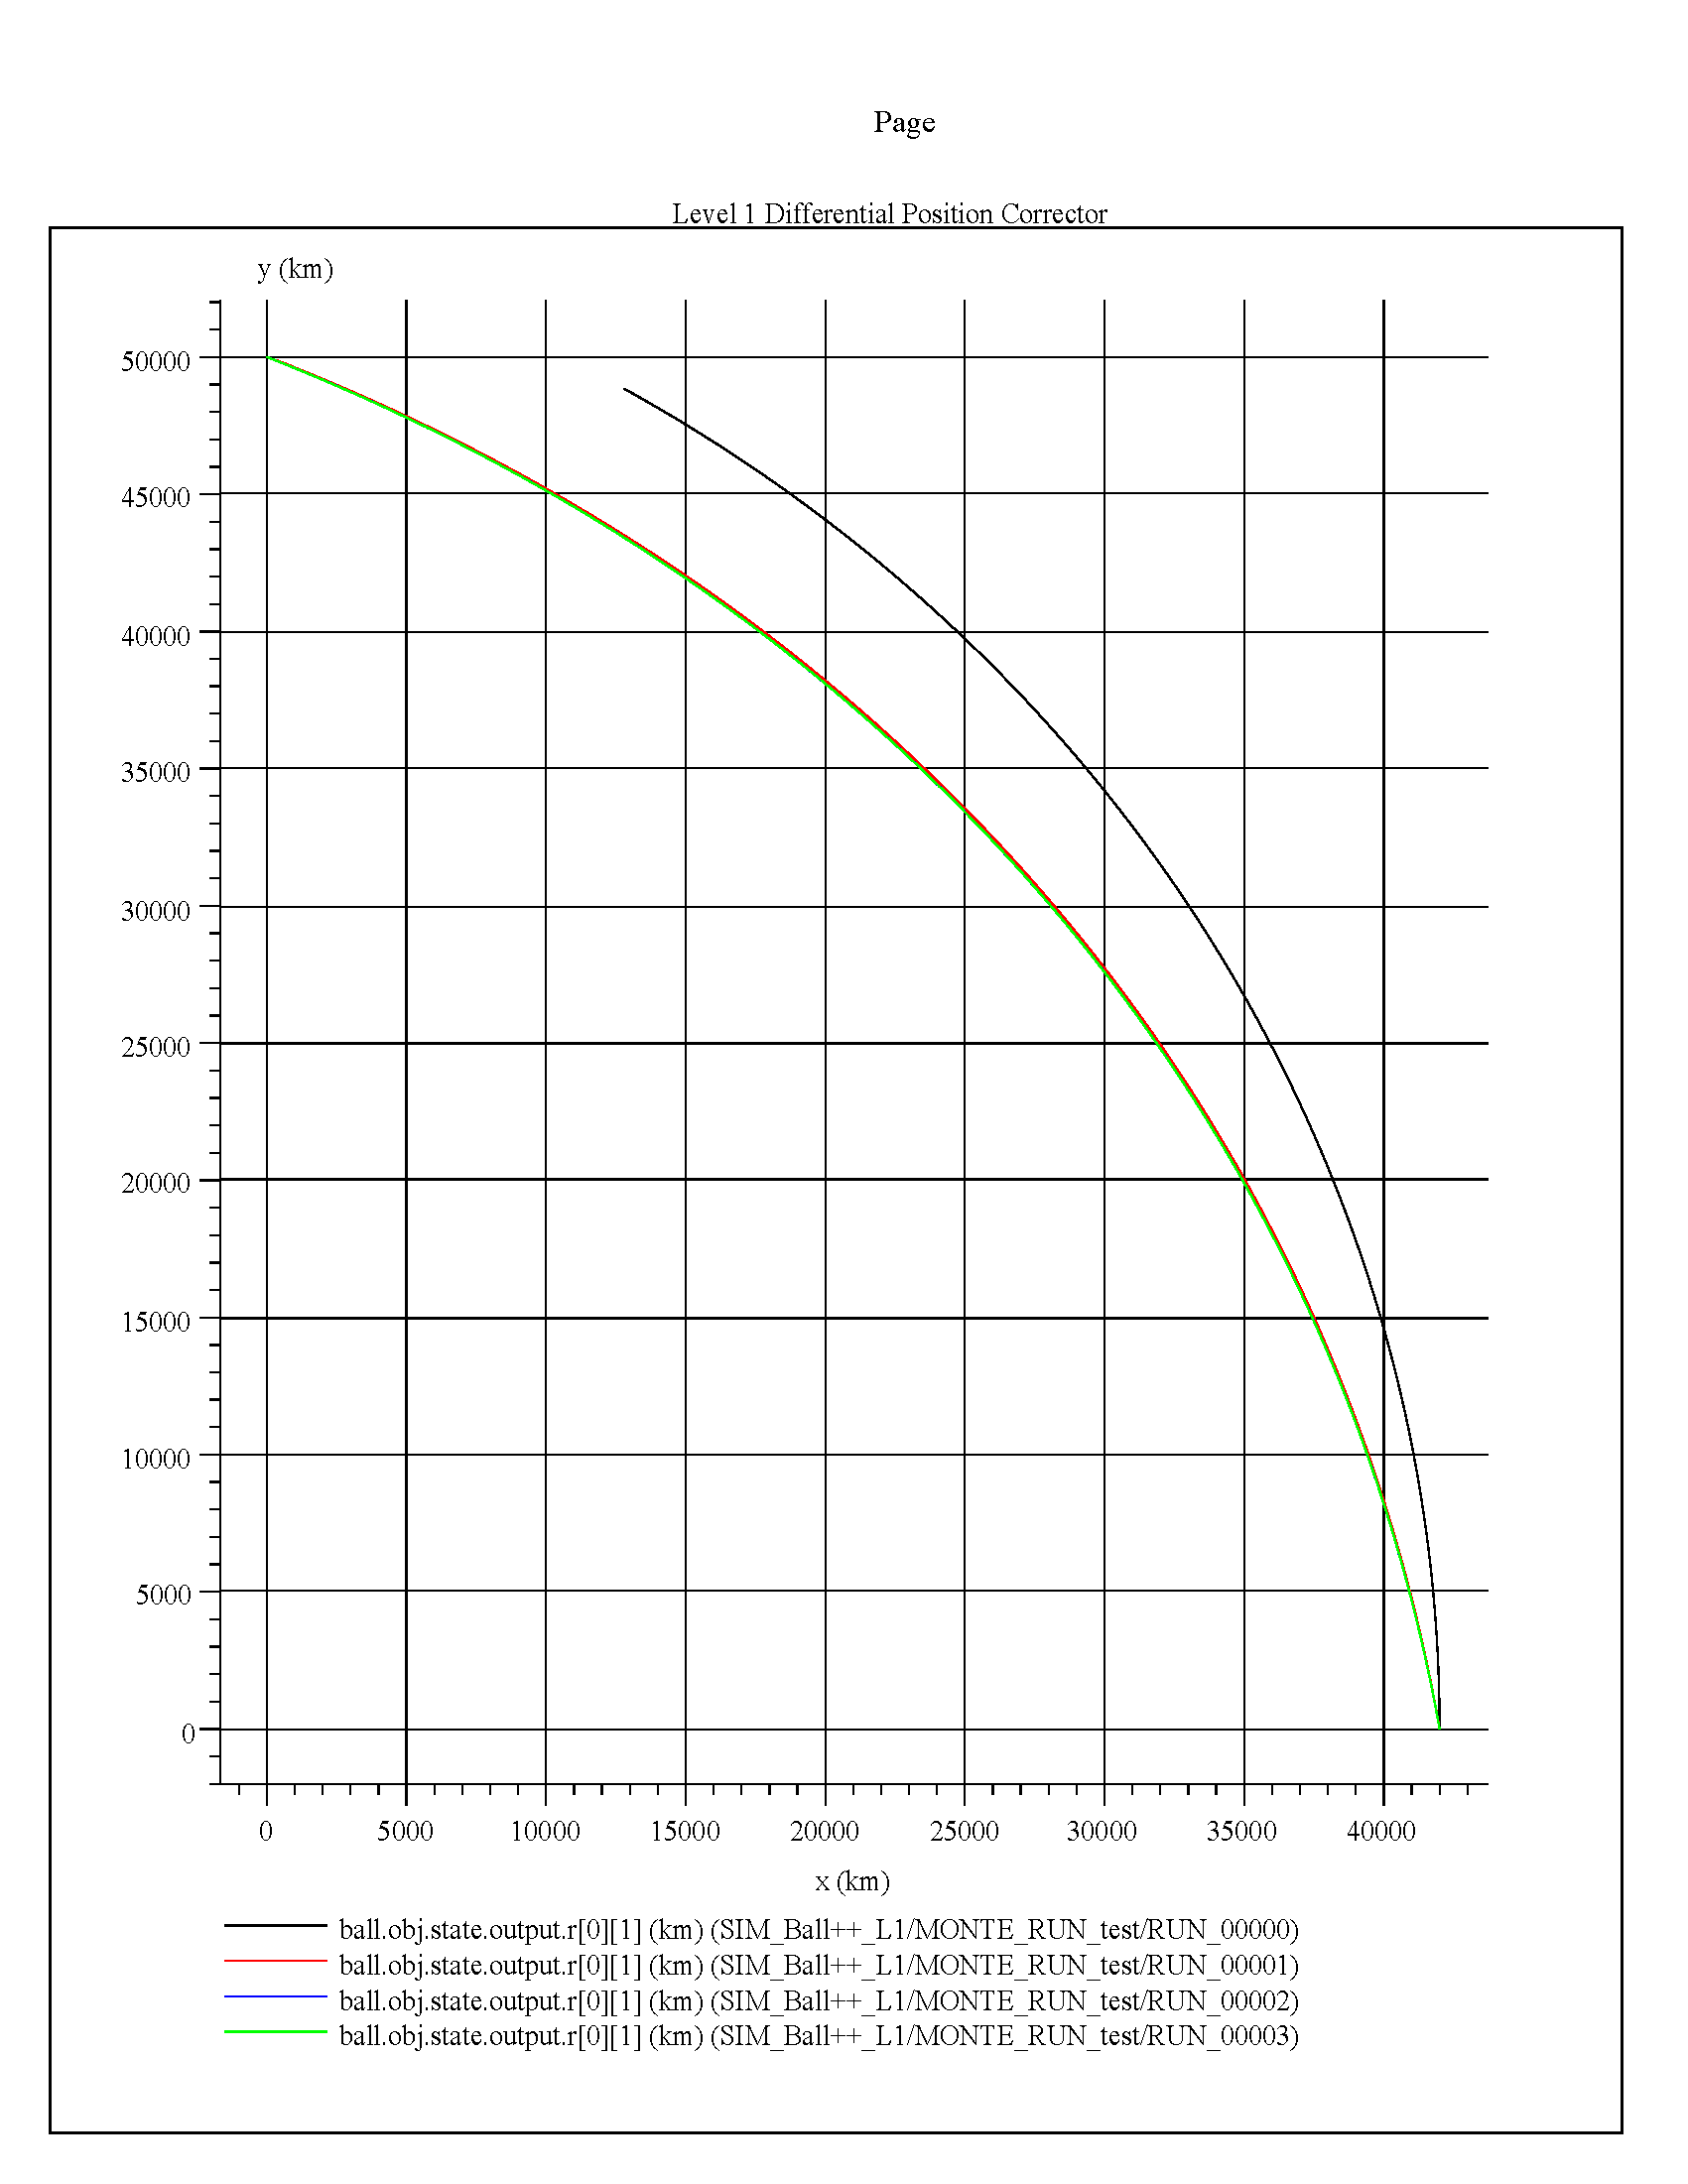 Page
Level 1 Differential Position Corrector
y (km)
50000
45000
40000
35000
30000
25000
20000
15000
10000
5000
0
0 5000 10000 15000 20000 25000 30000 35000 40000
x (km)
ball.obj.state.output.r[0][1] (km) (SIM_Ball++_L1/MONTE_RUN_test/RUN_00000)
ball.obj.state.output.r[0][1] (km) (SIM_Ball++_L1/MONTE_RUN_test/RUN_00001)
ball.obj.state.output.r[0][1] (km) (SIM_Ball++_L1/MONTE_RUN_test/RUN_00002)
ball.obj.state.output.r[0][1] (km) (SIM_Ball++_L1/MONTE_RUN_test/RUN_00003)